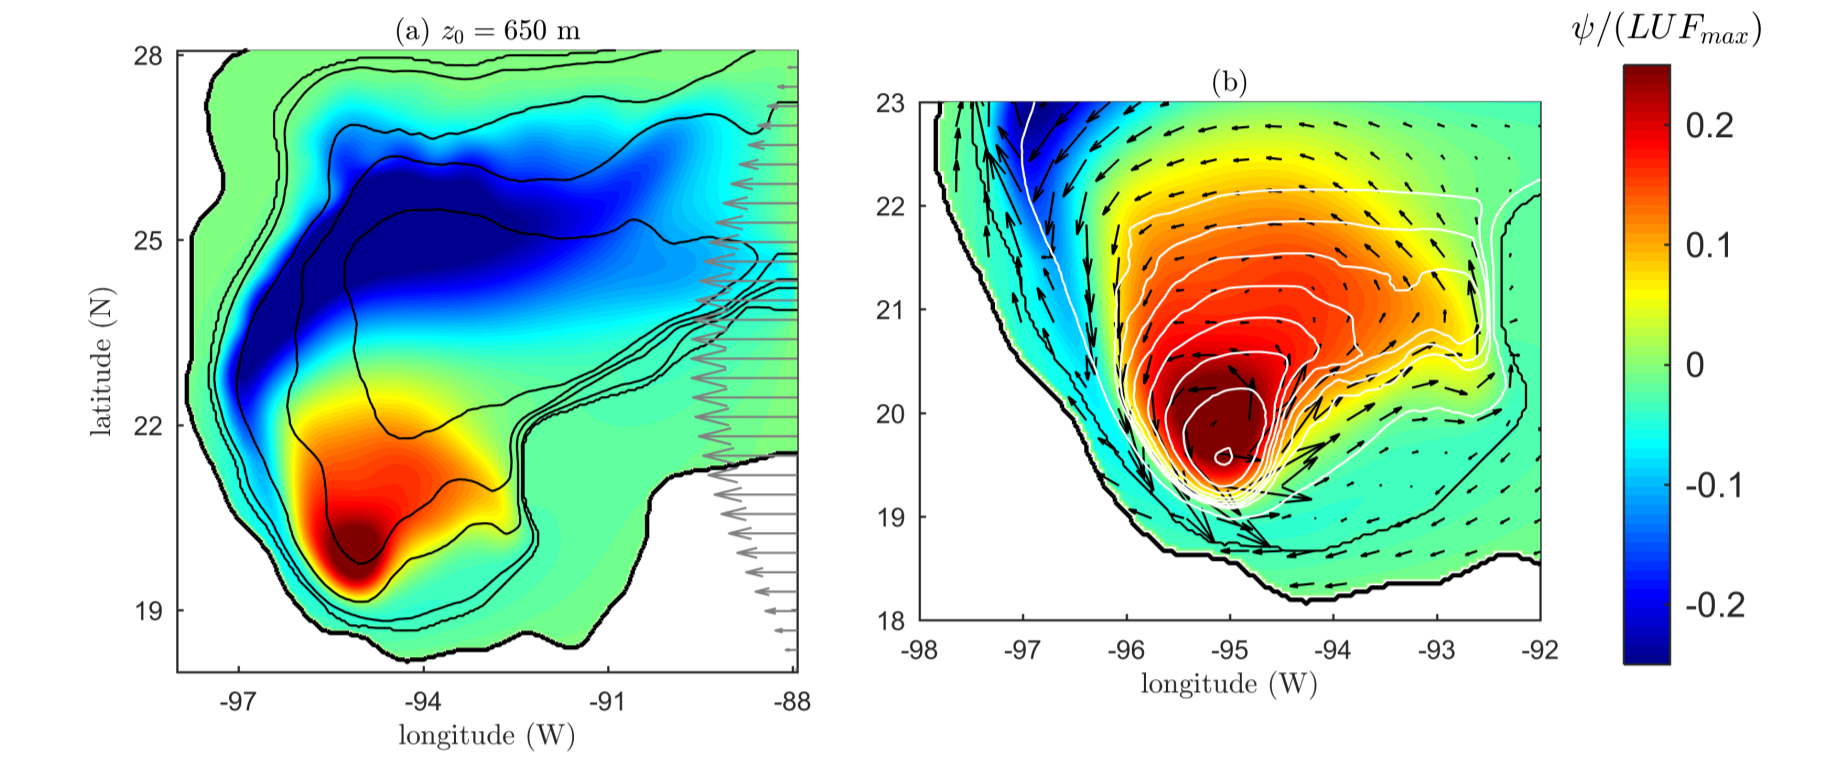 (a) z₀ = 650 m
28
25
22
19
latitude (N)
-97 -94 -91 -88
longitude (W)
(b)
23
22
21
20
19
18
-98 -97 -96 -95 -94 -93 -92
longitude (W)
ψ/(LUF_max)
0.2
0.1
0
-0.1
-0.2